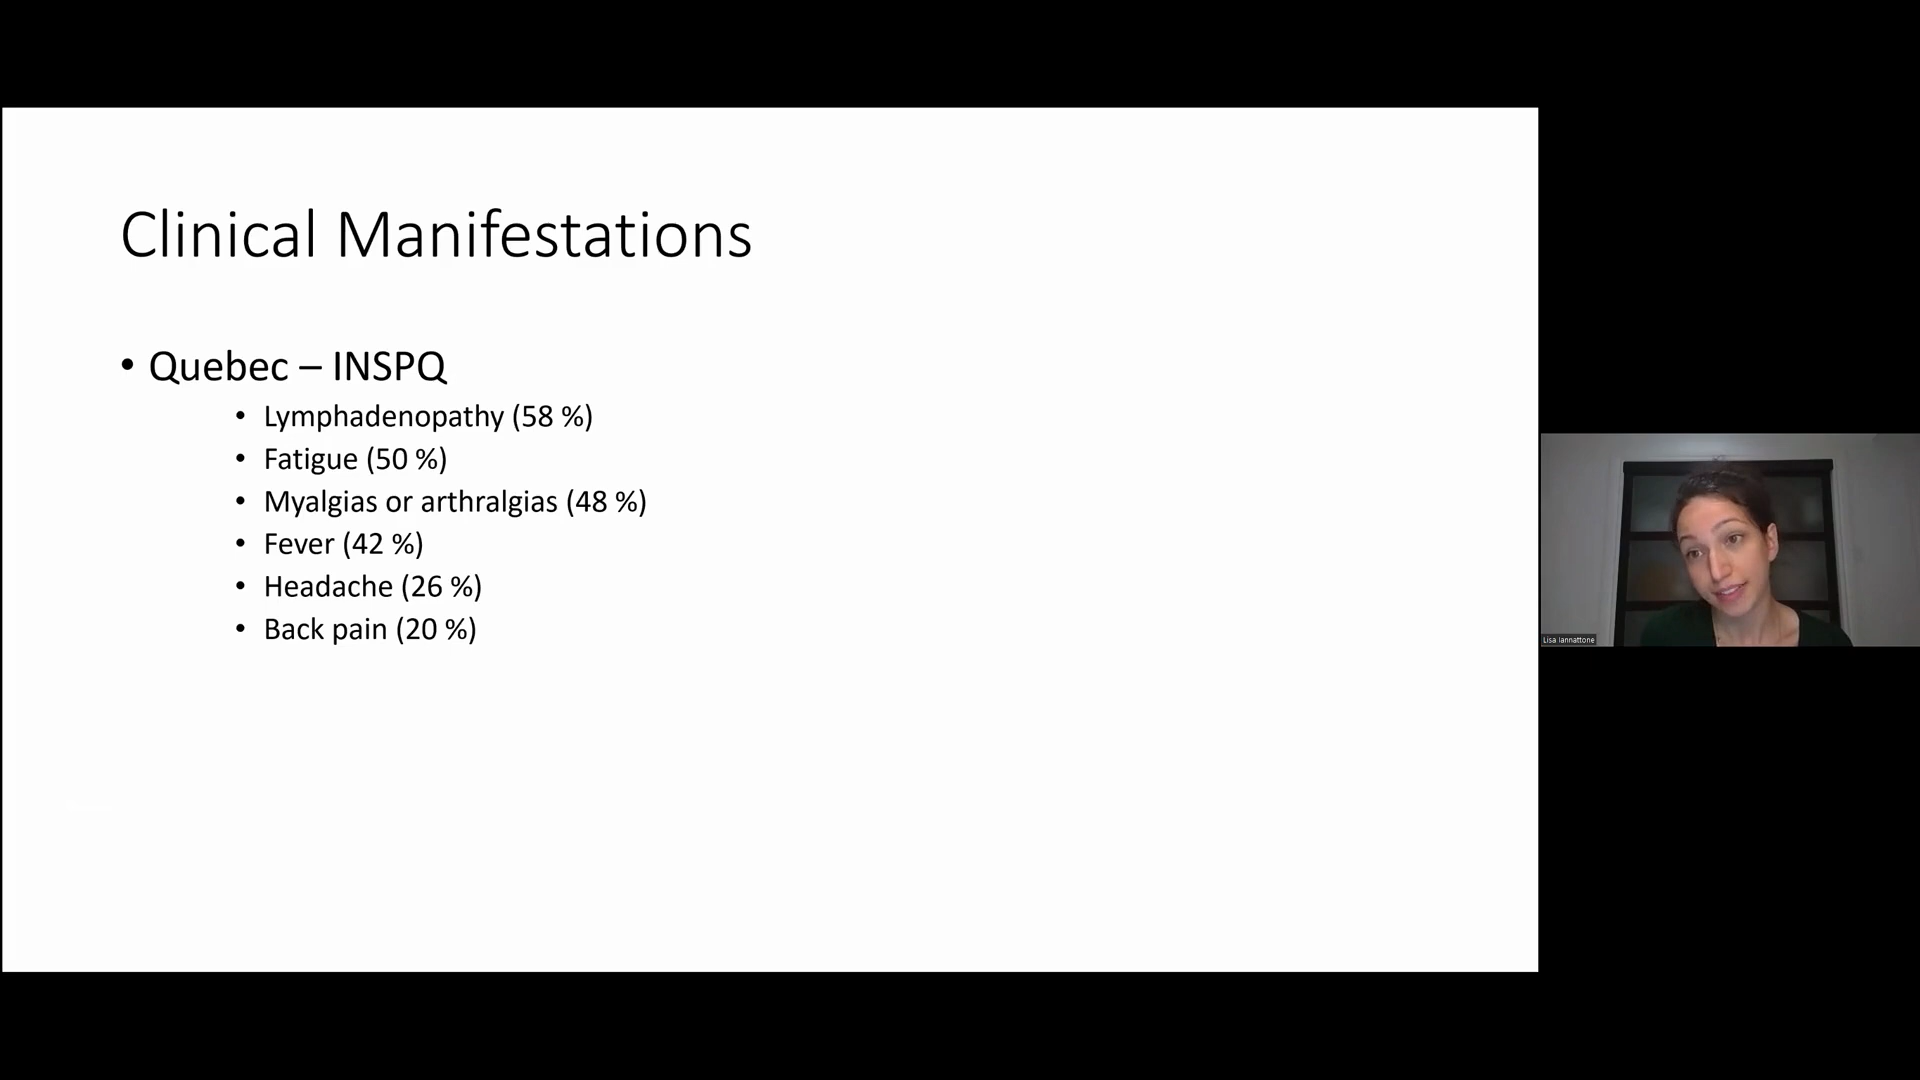 Clinical Manifestations
• Quebec – INSPQ
• Lymphadenopathy (58 %)
• Fatigue (50 %)
• Myalgias or arthralgias (48 %)
• Fever (42 %)
• Headache (26 %)
• Back pain (20 %)
Lisa Iannattone